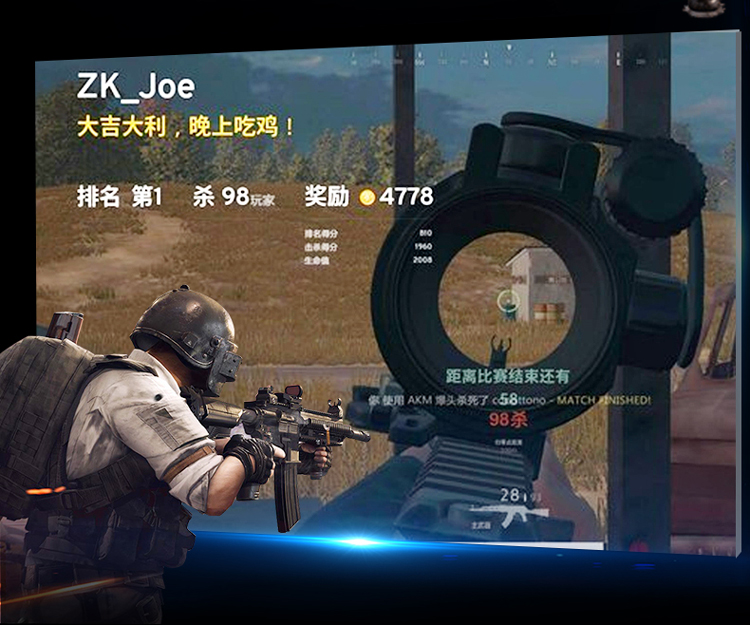 ZK_Joe
大吉大利，晚上吃鸡！
排名 第1 杀 98玩家 奖励 4778
排名得分 810
击杀得分 1960
生命值 2008
距离比赛结束还有
58
你 使用 AKM 爆头杀死了 - MATCH FINISHED!
98杀
28
主武器